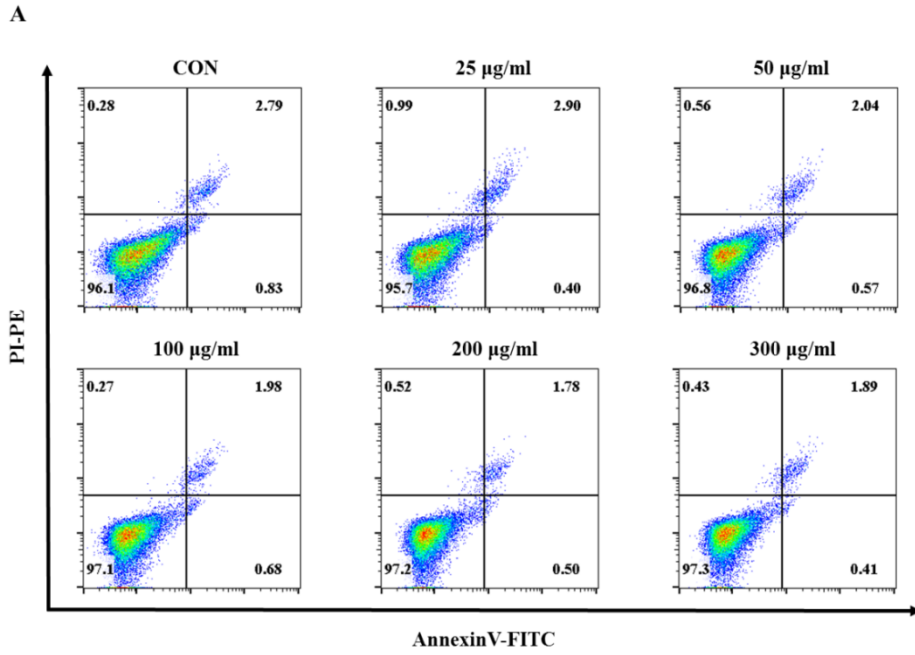 A
CON 25 µg/ml 50 µg/ml
0.28 2.79 0.99 2.90 0.56 2.04
96.1 0.83 95.7 0.40 96.8 0.57
PI-PE
100 µg/ml 200 µg/ml 300 µg/ml
0.27 1.98 0.52 1.78 0.43 1.89
97.1 0.68 97.2 0.50 97.3 0.41
AnnexinV-FITC